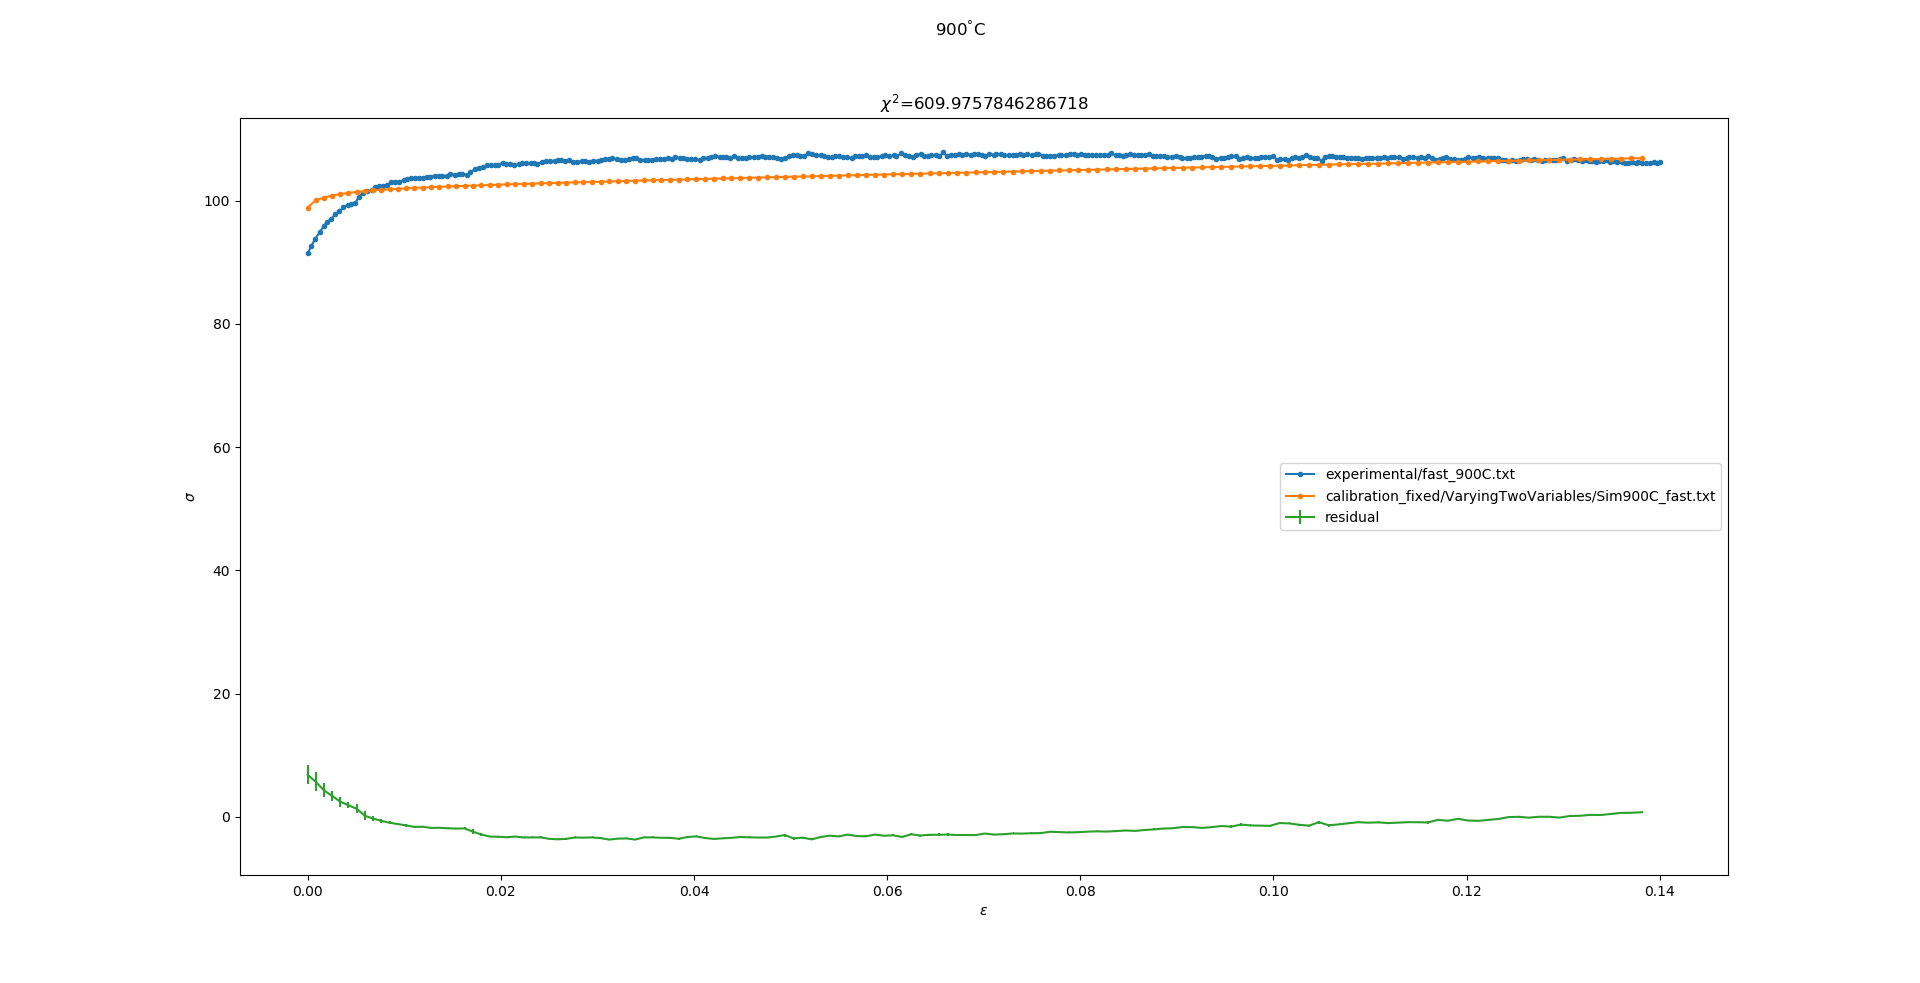 900°C
χ²=609.9757846286718
σ
100
80
60
40
20
0
experimental/fast_900C.txt
calibration_fixed/VaryingTwoVariables/Sim900C_fast.txt
residual
0.00 0.02 0.04 0.06 0.08 0.10 0.12 0.14
ε